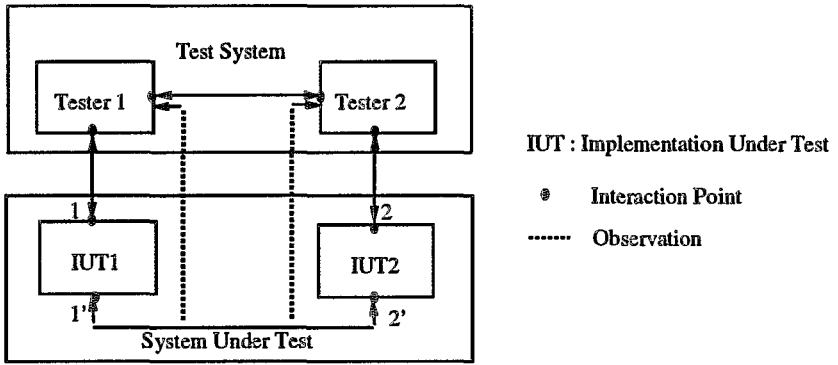 Test System
Tester 1
Tester 2
1
2
IUT1
IUT2
1'
2'
System Under Test
IUT : Implementation Under Test
Interaction Point
Observation